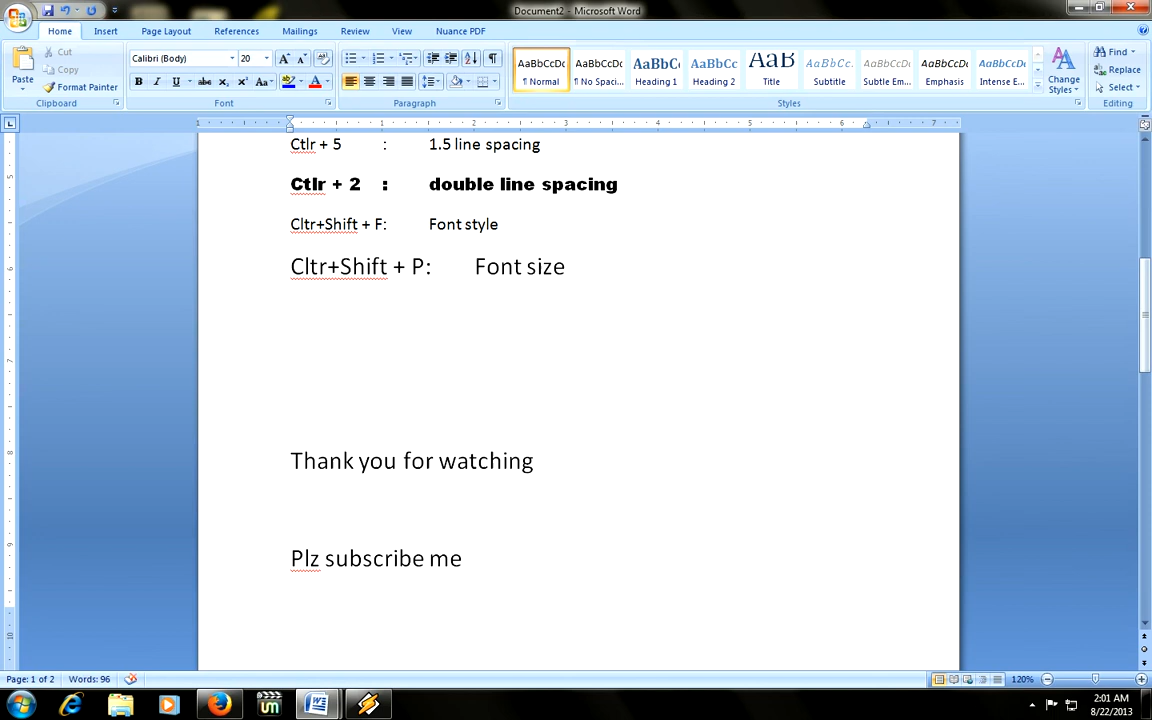 Document2 - Microsoft Word
Home Insert Page Layout References Mailings Review View Nuance PDF
Paste
Cut
Copy
Format Painter
Clipboard
Calibri (Body) 20
Font
Paragraph
AaBbCcDc AaBbCcDc AaBbC AaBbCc AaB AaBbCc. AaBbCcDc AaBbCcDc AaBbCcDc
¶ Normal ¶ No Spaci... Heading 1 Heading 2 Title Subtitle Subtle Em... Emphasis Intense E...
Change Styles
Styles
Find
Replace
Select
Editing
Ctlr + 5 : 1.5 line spacing
Ctlr + 2 : double line spacing
Cltr+Shift + F: Font style
Cltr+Shift + P: Font size
Thank you for watching
Plz subscribe me
Page: 1 of 2 Words: 96 120%
2:01 AM
8/22/2013